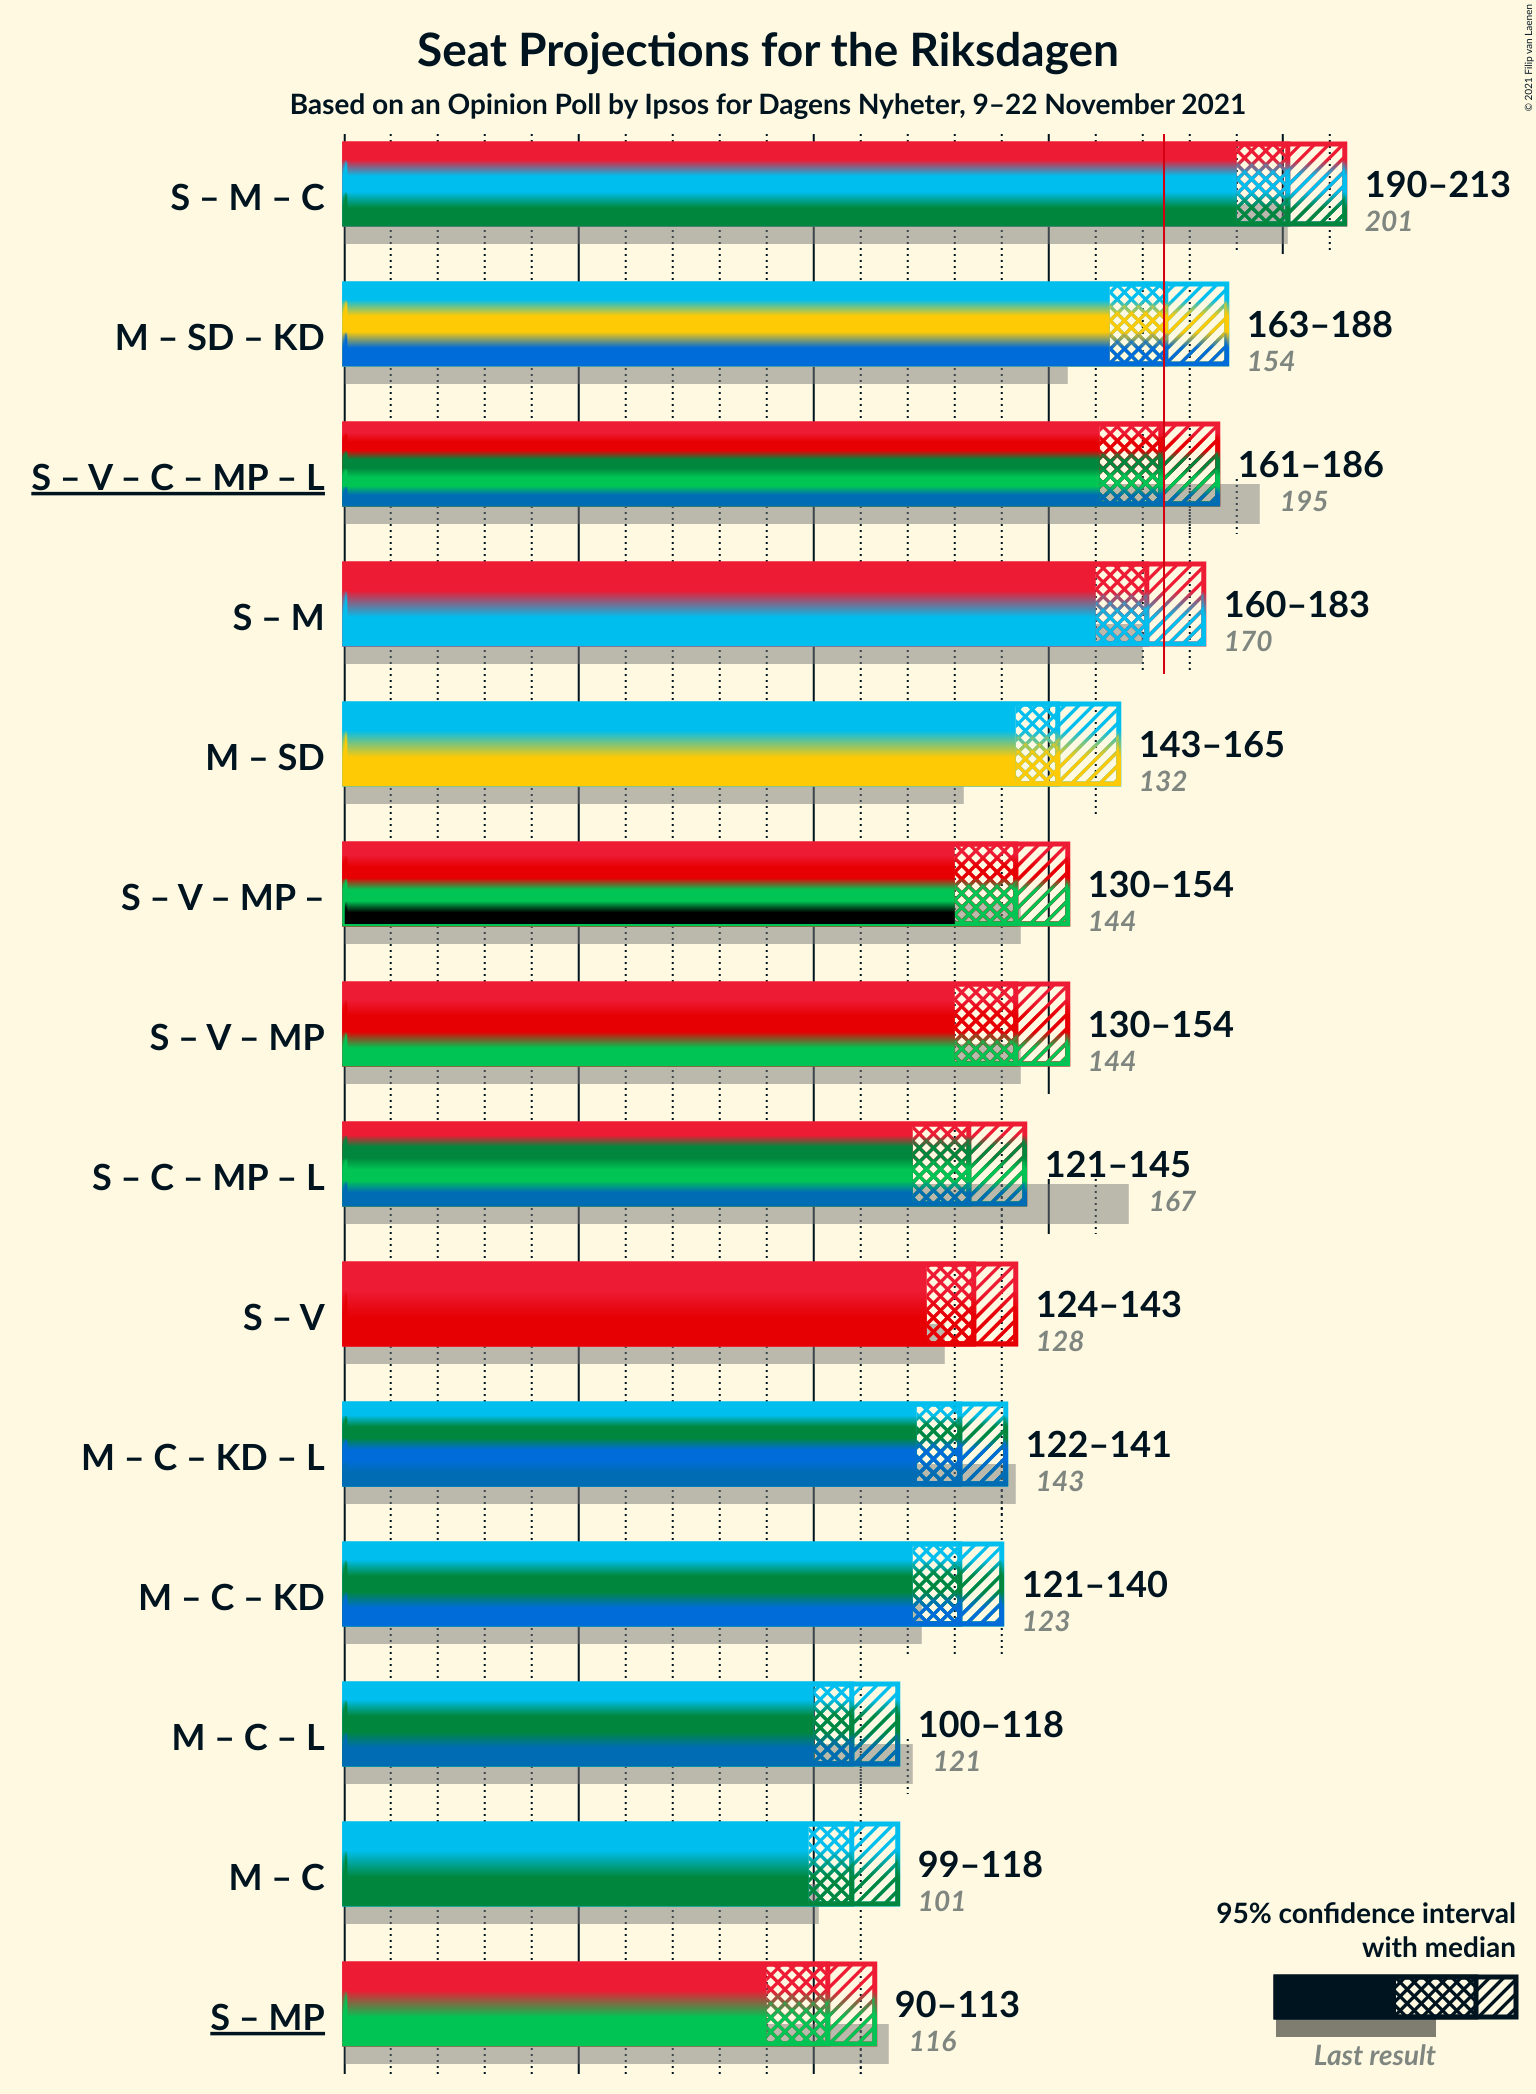 Seat Projections for the Riksdagen
Based on an Opinion Poll by Ipsos for Dagens Nyheter, 9–22 November 2021
© 2021 Filip van Laenen
S – M – C
190–213
201
M – SD – KD
163–188
154
S – V – C – MP – L
161–186
195
S – M
160–183
170
M – SD
143–165
132
S – V – MP –
130–154
144
S – V – MP
130–154
144
S – C – MP – L
121–145
167
S – V
124–143
128
M – C – KD – L
122–141
143
M – C – KD
121–140
123
M – C – L
100–118
121
M – C
99–118
101
S – MP
90–113
116
95% confidence interval
with median
Last result